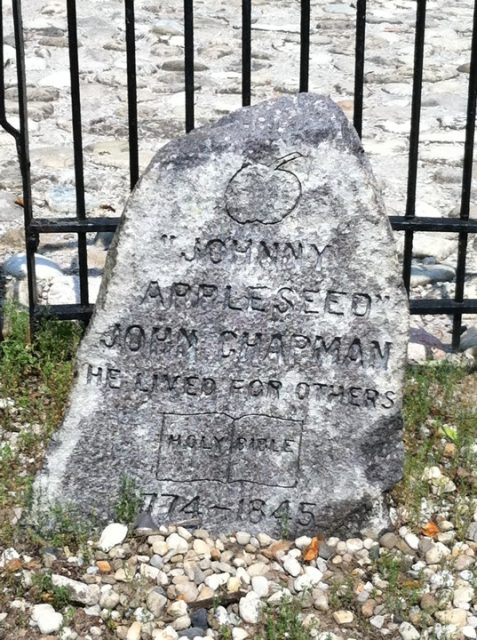 "JOHNNY
APPLESEED"
JOHN CHAPMAN
HE LIVED FOR OTHERS
HOLY BIBLE
1774-1845